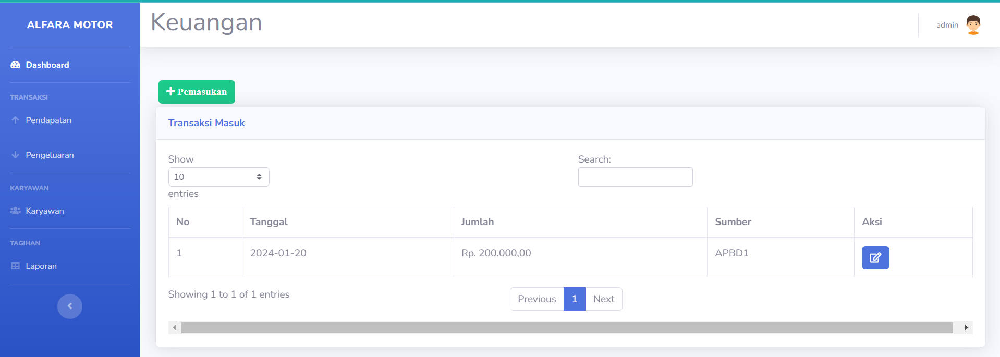 ALFARA MOTOR
Dashboard
TRANSAKSI
Pendapatan
Pengeluaran
KARYAWAN
Karyawan
TAGIHAN
Laporan
Keuangan
admin
Pemasukan
Transaksi Masuk
Show
10
entries
Search:
No Tanggal Jumlah Sumber Aksi
1 2024-01-20 Rp. 200.000,00 APBD1
Showing 1 to 1 of 1 entries
Previous 1 Next